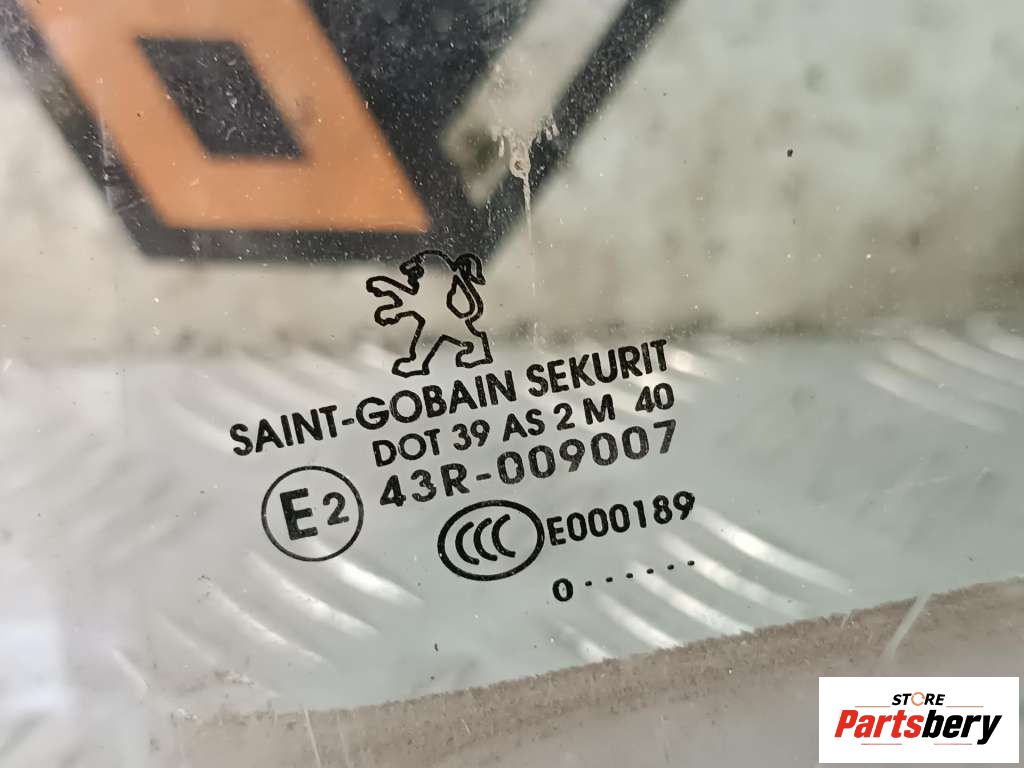 SAINT-GOBAIN SEKURIT
DOT 39 AS 2 M 40
E2 43R-009007
CCC E000189
0 ......
STORE
Partsbery